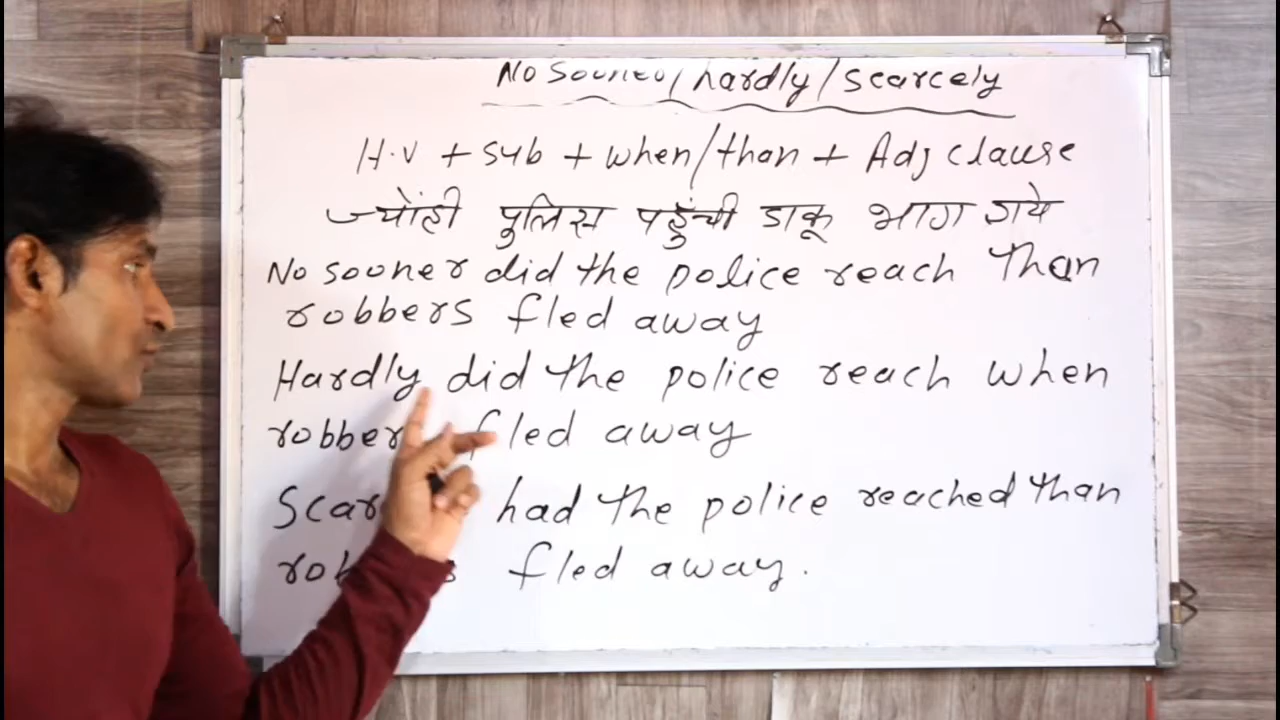 No sooner/hardly/scarcely
H.V + sub + when/than + Adj clause
ज्योंही पुलिस पहुँची डाकू भाग गये
No sooner did the police reach than
robbers fled away
Hardly did the police reach when
fled away
had the police reached than
fled away.